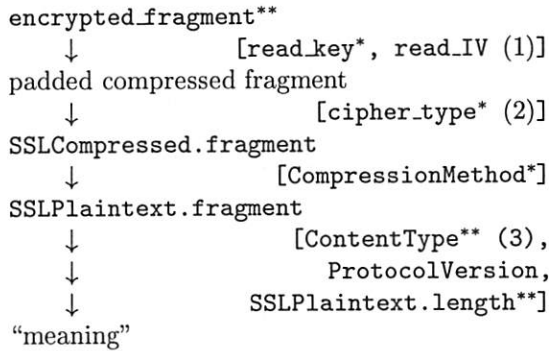 encrypted_fragment**
↓ [read_key*, read_IV (1)]
padded compressed fragment
↓ [cipher_type* (2)]
SSLCompressed.fragment
↓ [CompressionMethod*]
SSLPlaintext.fragment
↓ [ContentType** (3),
↓ ProtocolVersion,
↓ SSLPlaintext.length**]
“meaning”